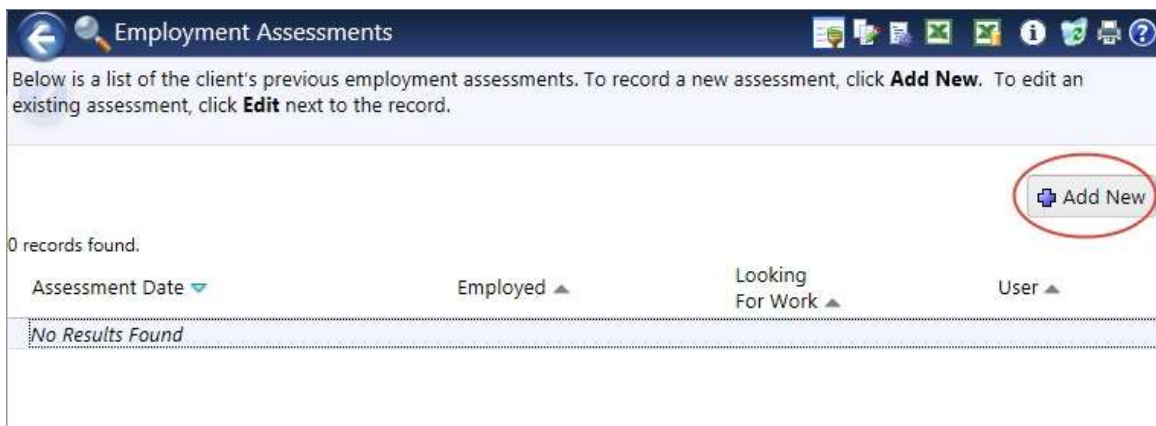 Employment Assessments
Below is a list of the client's previous employment assessments. To record a new assessment, click Add New. To edit an
existing assessment, click Edit next to the record.
Add New
0 records found.
Assessment Date
Employed
Looking
For Work
User
No Results Found